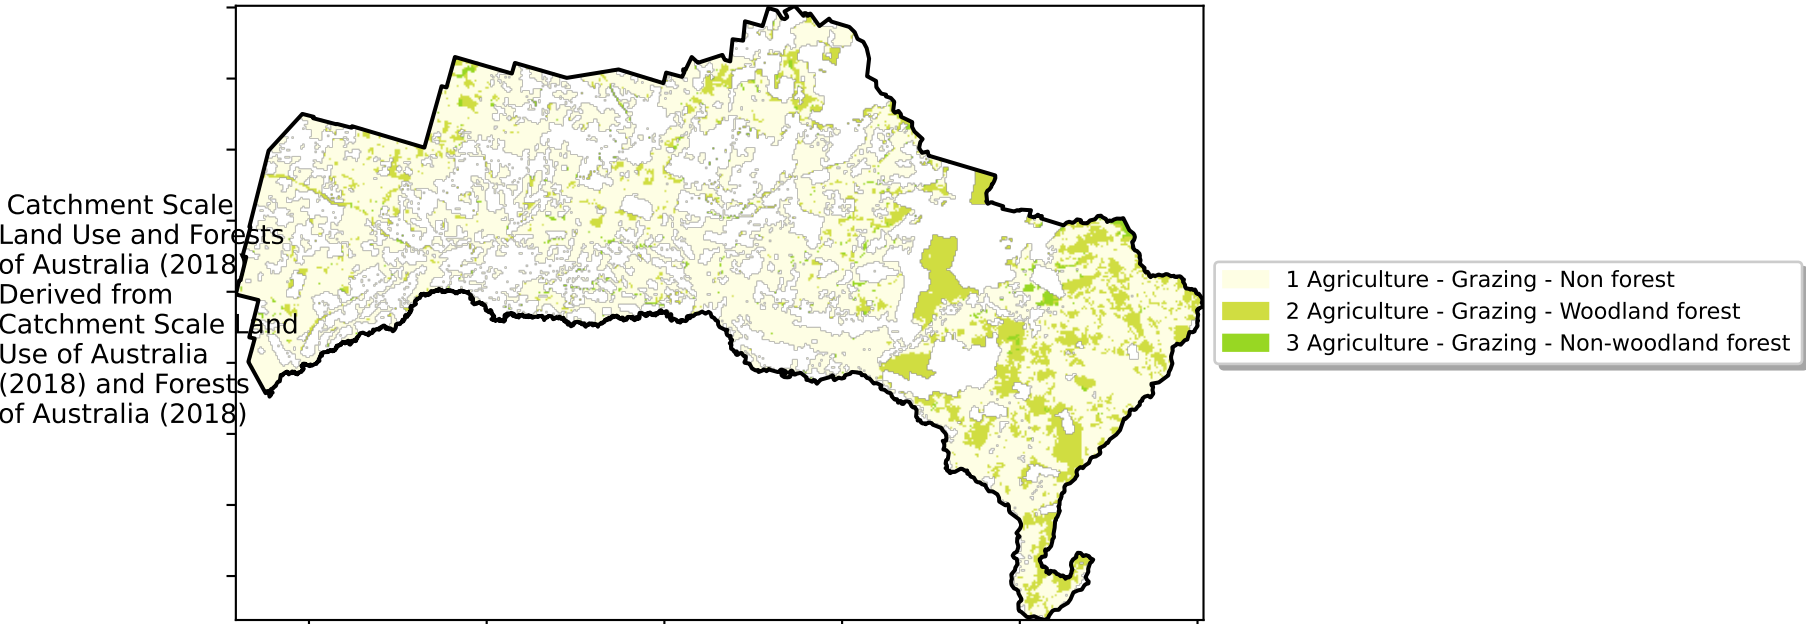 Catchment Scale
Land Use and Forests
of Australia (2018)
Derived from
Catchment Scale Land
Use of Australia
(2018) and Forests
of Australia (2018)
1 Agriculture - Grazing - Non forest
2 Agriculture - Grazing - Woodland forest
3 Agriculture - Grazing - Non-woodland forest